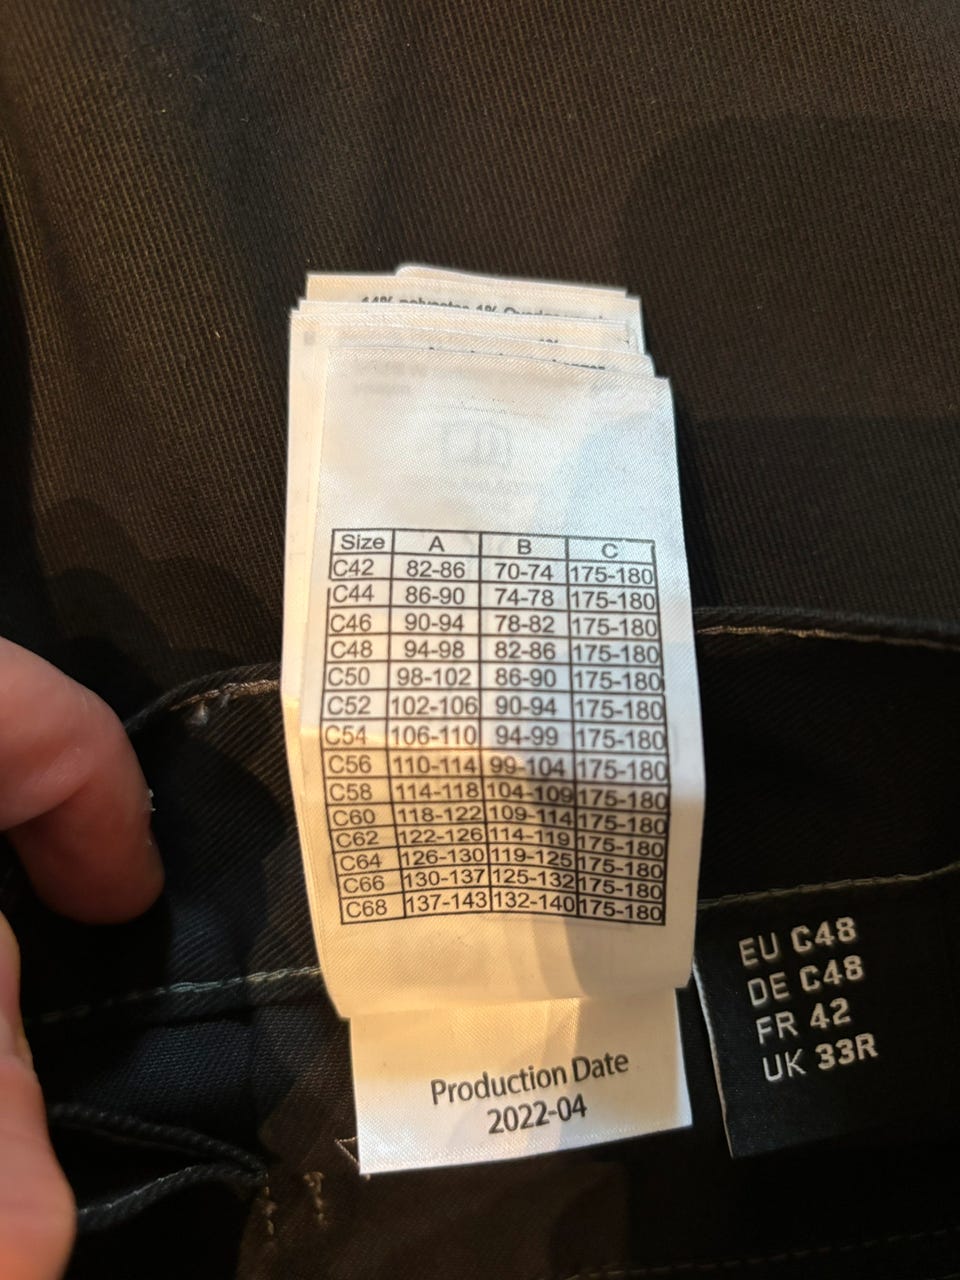 44% polyester 1%
Size A B C
C42 82-86 70-74 175-180
C44 86-90 74-78 175-180
C46 90-94 78-82 175-180
C48 94-98 82-86 175-180
C50 98-102 86-90 175-180
C52 102-106 90-94 175-180
C54 106-110 94-99 175-180
C56 110-114 99-104 175-180
C58 114-118 104-109 175-180
C60 118-122 109-114 175-180
C62 122-126 114-119 175-180
C64 126-130 119-125 175-180
C66 130-137 125-132 175-180
C68 137-143 132-140 175-180
EU C48
DE C48
FR 42
UK 33R
Production Date
2022-04